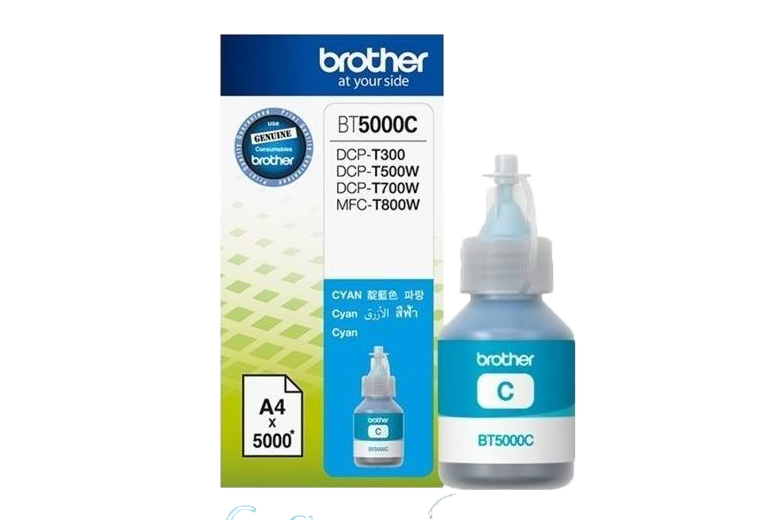 brother
at your side
BT5000C
use
GENUINE
Consumables
brother
DCP-T300
DCP-T500W
DCP-T700W
MFC-T800W
CYAN 靛藍色 파랑
Cyan الأزرق สีฟ้า
Cyan
A4
x
5000*
brother
C
BT5000C
brother
C
BT5000C